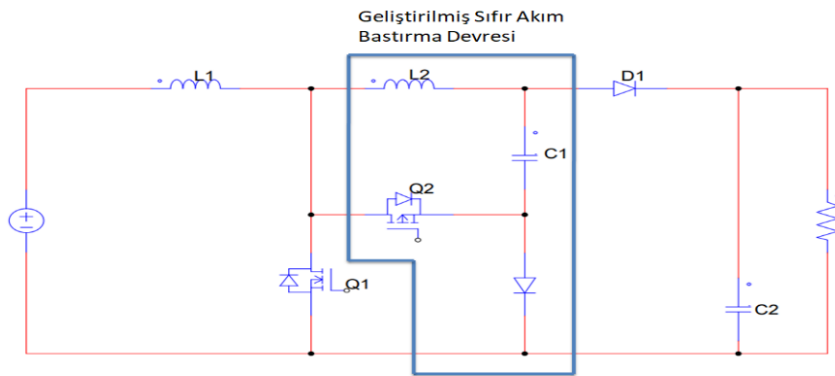 Geliştirilmiş Sıfır Akım
Bastırma Devresi
L1
L2
D1
C1
Q2
Q1
C2